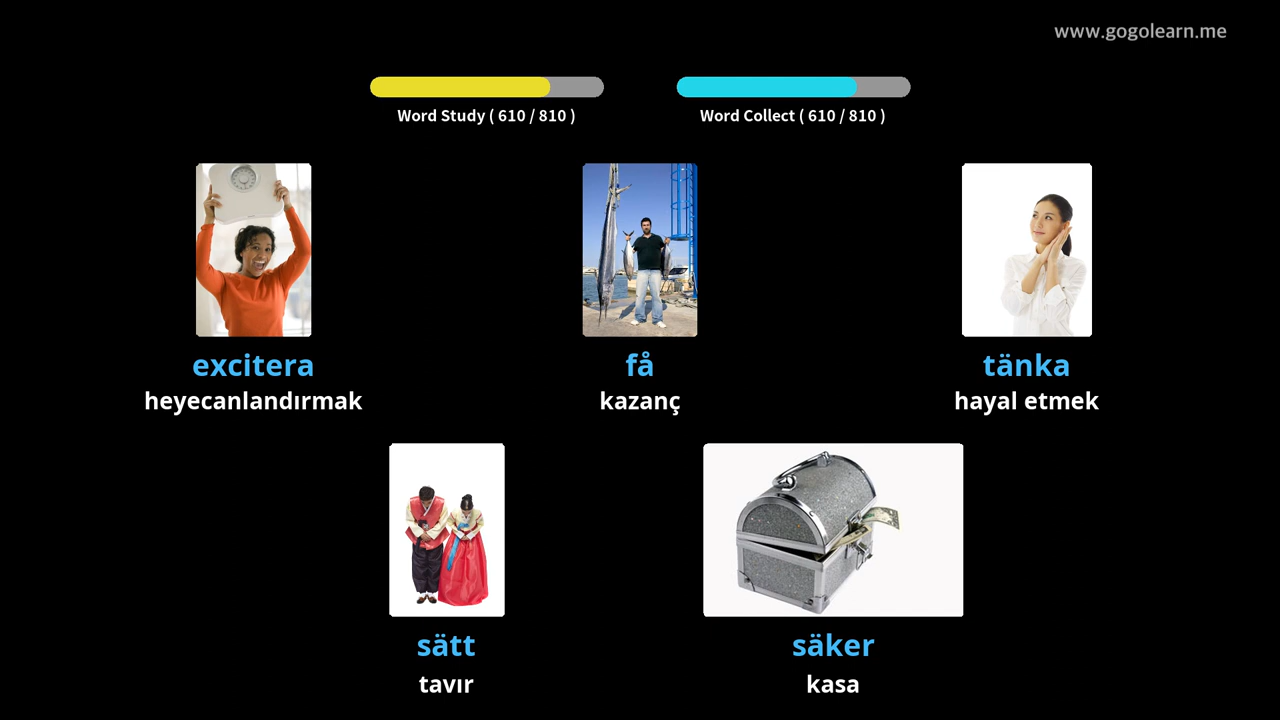 www.gogolearn.me
Word Study ( 610 / 810 )
Word Collect ( 610 / 810 )
excitera
heyecanlandırmak
få
kazanç
tänka
hayal etmek
sätt
tavır
säker
kasa